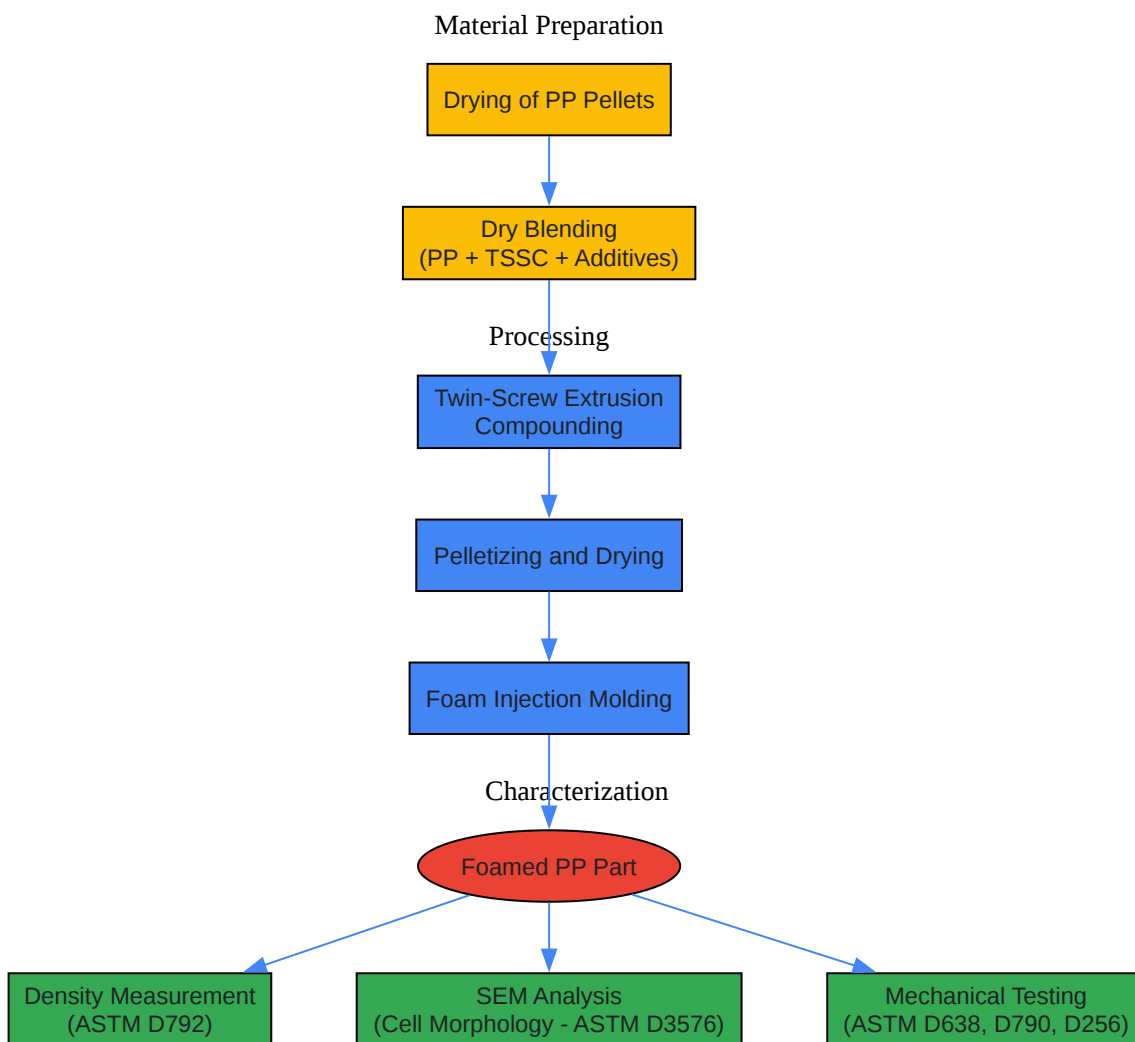 Material Preparation
Drying of PP Pellets
Dry Blending
(PP + TSSC + Additives)
Processing
Twin-Screw Extrusion
Compounding
Pelletizing and Drying
Foam Injection Molding
Characterization
Foamed PP Part
Density Measurement
(ASTM D792)
SEM Analysis
(Cell Morphology - ASTM D3576)
Mechanical Testing
(ASTM D638, D790, D256)